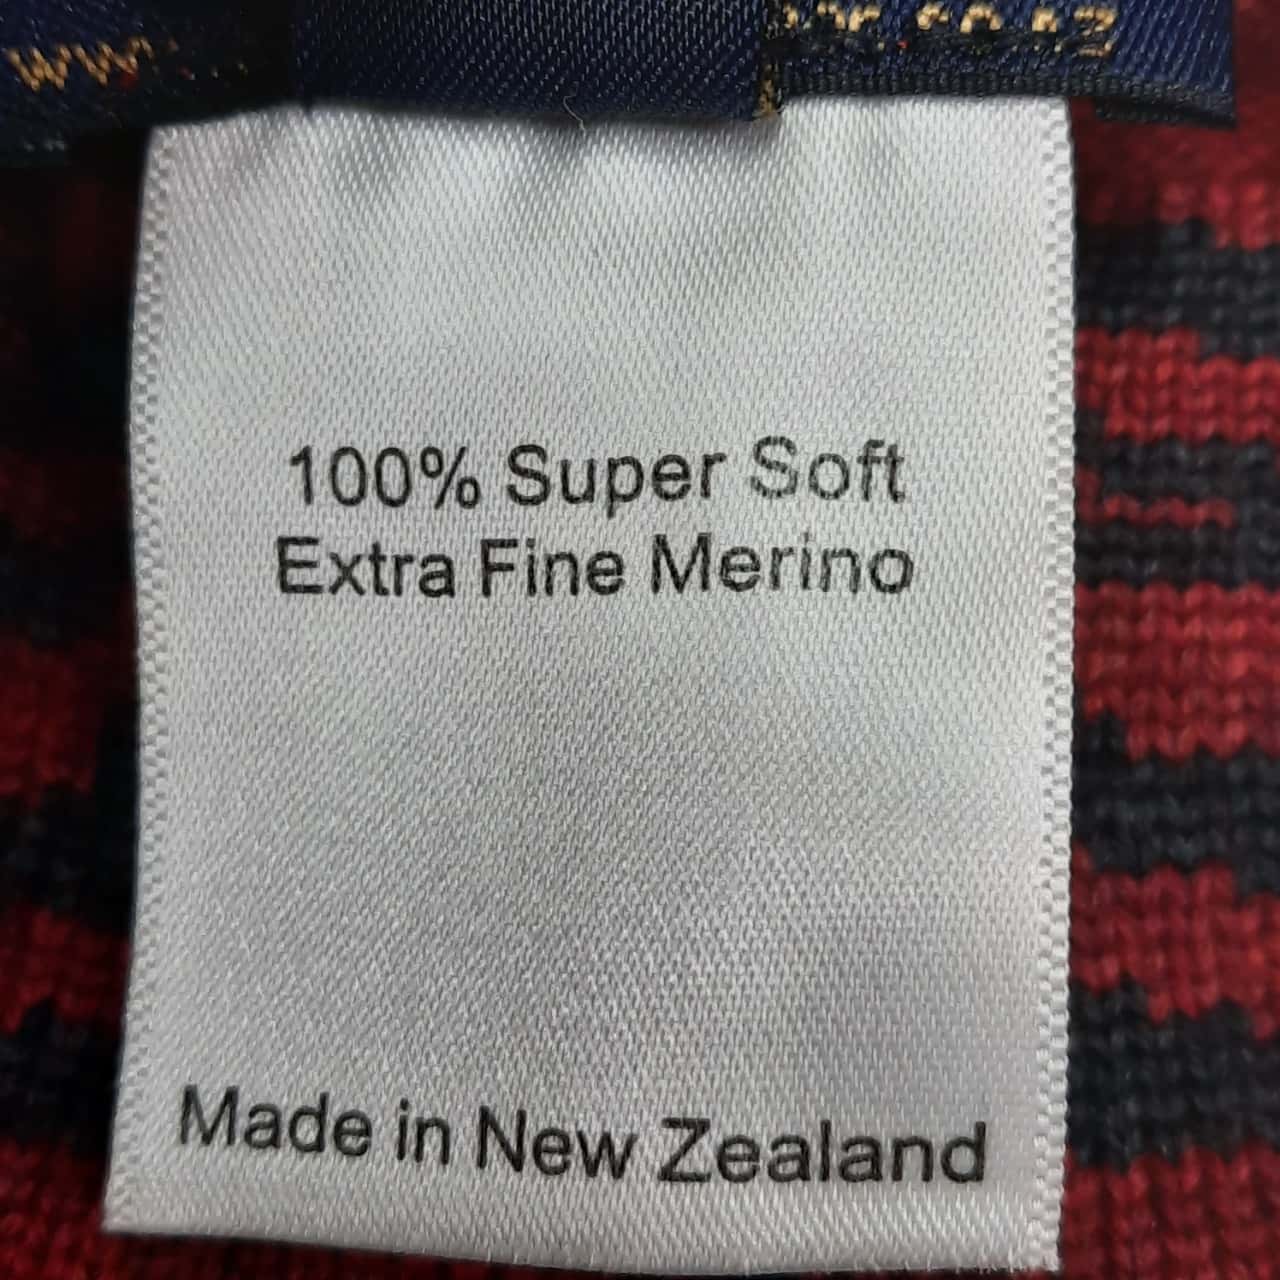 100% Super Soft
Extra Fine Merino
Made in New Zealand